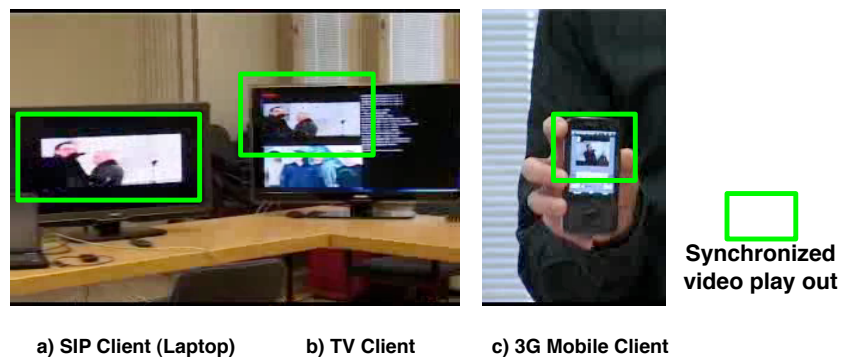 Synchronized
video play out
a) SIP Client (Laptop)
b) TV Client
c) 3G Mobile Client